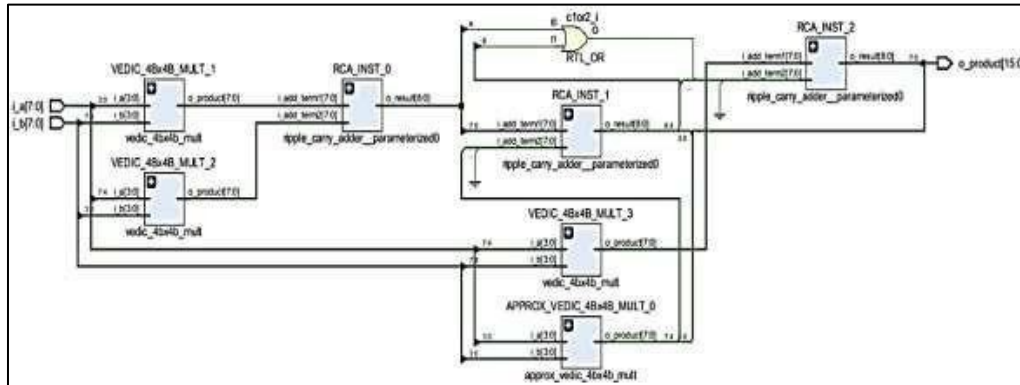 c1or2_i
I0
O
I1
RTL_OR
RCA_INST_2
i_add_term1[7:0]
o_result[8:0]
i_add_term2[7:0]
ripple_carry_adder__parameterized0
o_product[15:0
VEDIC_4Bx4B_MULT_1
i_a[3:0]
o_product[7:0]
i_b[3:0]
vedic_4bx4b_mult
i_a[7:0]
i_b[7:0]
RCA_INST_0
i_add_term1[7:0]
o_result[8:0]
i_add_term2[7:0]
ripple_carry_adder__parameterized0
RCA_INST_1
i_add_term1[7:0]
o_result[8:0]
i_add_term2[7:0]
ripple_carry_adder__parameterized0
VEDIC_4Bx4B_MULT_2
i_a[3:0]
o_product[7:0]
i_b[3:0]
vedic_4bx4b_mult
VEDIC_4Bx4B_MULT_3
i_a[3:0]
o_product[7:0]
i_b[3:0]
vedic_4bx4b_mult
APPROX_VEDIC_4Bx4B_MULT_0
i_a[3:0]
o_product[7:0]
i_b[3:0]
approx_vedic_4bx4b_mult